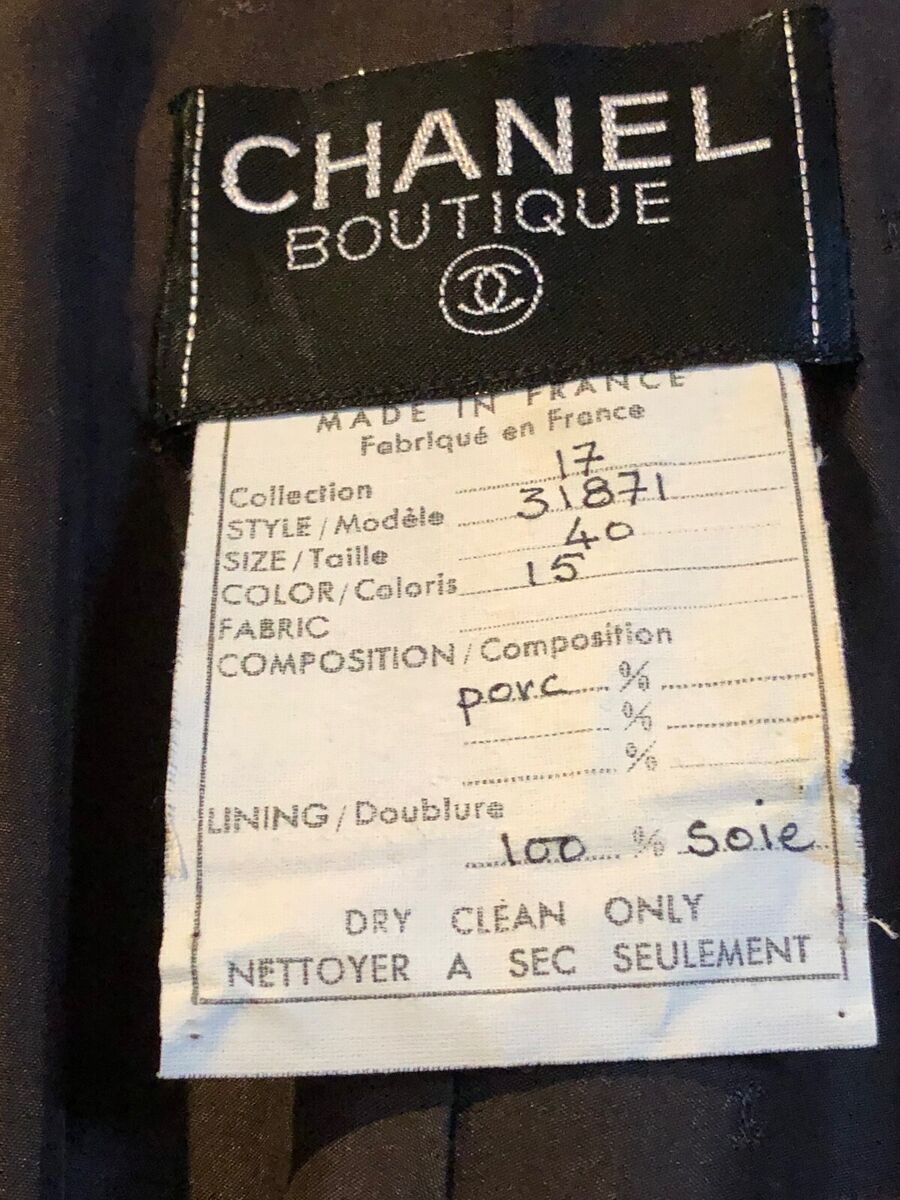 CHANEL
BOUTIQUE
MADE IN FRANCE
Fabriqué en France
Collection 17
STYLE / Modèle 31871
SIZE / Taille 40
COLOR / Coloris 15
FABRIC
COMPOSITION / Composition
porc %
%
%
LINING / Doublure
100 % Soie
DRY CLEAN ONLY
NETTOYER A SEC SEULEMENT